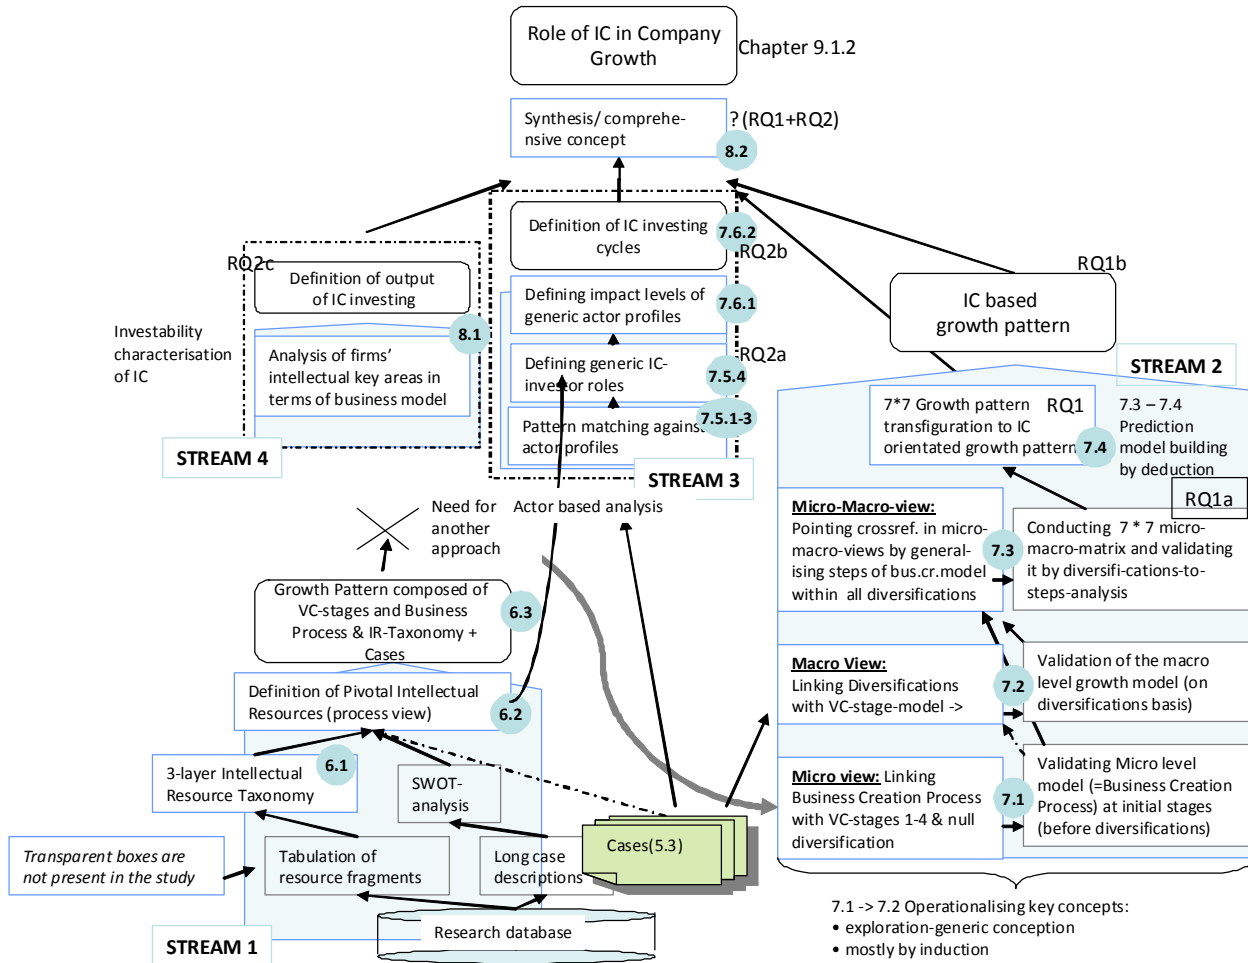 Role of IC in Company
Growth
Chapter 9.1.2
Synthesis/ comprehe-
nsive concept
? (RQ1+RQ2)
8.2
Definition of IC investing
cycles
7.6.2
RQ2b
RQ2c
Definition of output
of IC investing
Defining impact levels of
generic actor profiles
7.6.1
RQ1b
IC based
growth pattern
Investability
characterisation
of IC
8.1
Analysis of firms’
intellectual key areas in
terms of business model
RQ2a
Defining generic IC-
investor roles
7.5.4
Pattern matching against
actor profiles
7.5.1-3
STREAM 4
STREAM 3
STREAM 2
7*7 Growth pattern
transfiguration to IC
orientated growth pattern
RQ1
7.4
7.3 – 7.4
Prediction
model building
by deduction
RQ1a
Need for
another
approach
Actor based analysis
Micro-Macro-view:
Pointing crossref. in micro-
macro-views by general-
ising steps of bus.cr.model
within all diversifications
7.3
Conducting 7 * 7 micro-
macro-matrix and validating
it by diversifi-cations-to-
steps-analysis
Growth Pattern composed of
VC-stages and Business
Process & IR-Taxonomy +
Cases
6.3
Macro View:
Linking Diversifications
with VC-stage-model ->
7.2
Validation of the macro
level growth model (on
diversifications basis)
Definition of Pivotal Intellectual
Resources (process view)
6.2
3-layer Intellectual
Resource Taxonomy
6.1
SWOT-
analysis
Micro view: Linking
Business Creation Process
with VC-stages 1-4 & null
diversification
7.1
Validating Micro level
model (=Business Creation
Process) at initial stages
(before diversifications)
Transparent boxes are
not present in the study
Tabulation of
resource fragments
Long case
descriptions
Cases(5.3)
STREAM 1
Research database
7.1 -> 7.2 Operationalising key concepts:
• exploration-generic conception
• mostly by induction